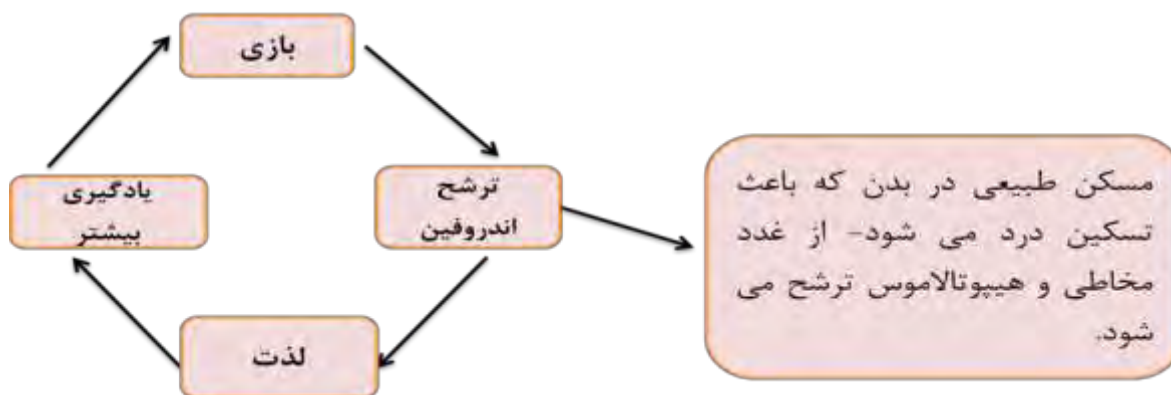 بازی
ترشح
اندروفین
مسکن طبیعی در بدن که باعث
تسکین درد می شود- از غدد
مخاطی و هیپوتالاموس ترشح می
شود.
لذت
یادگیری
بیشتر